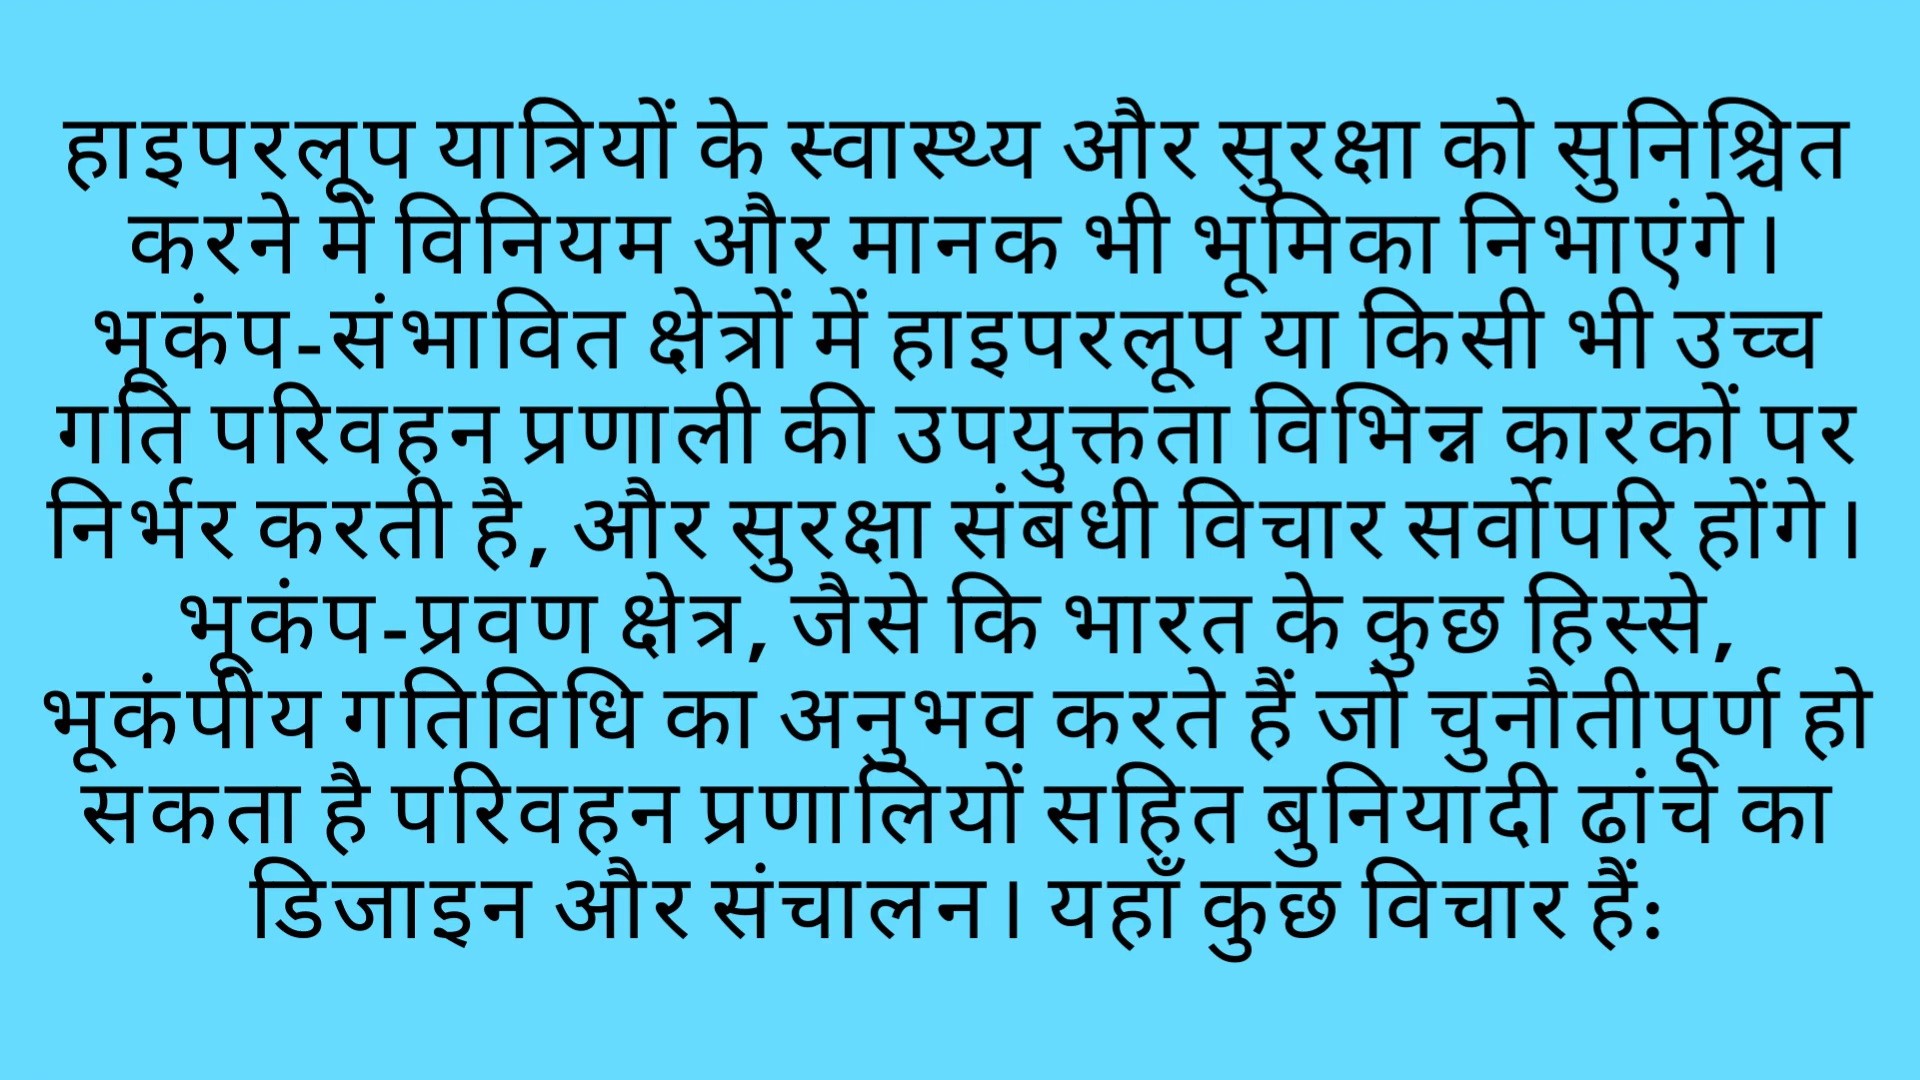 हाइपरलूप यात्रियों के स्वास्थ्य और सुरक्षा को सुनिश्चित
करने में विनियम और मानक भी भूमिका निभाएंगे।
भूकंप-संभावित क्षेत्रों में हाइपरलूप या किसी भी उच्च
गति परिवहन प्रणाली की उपयुक्तता विभिन्न कारकों पर
निर्भर करती है, और सुरक्षा संबंधी विचार सर्वोपरि होंगे।
भूकंप-प्रवण क्षेत्र, जैसे कि भारत के कुछ हिस्से,
भूकंपीय गतिविधि का अनुभव करते हैं जो चुनौतीपूर्ण हो
सकता है परिवहन प्रणालियों सहित बुनियादी ढांचे का
डिजाइन और संचालन। यहाँ कुछ विचार हैं: